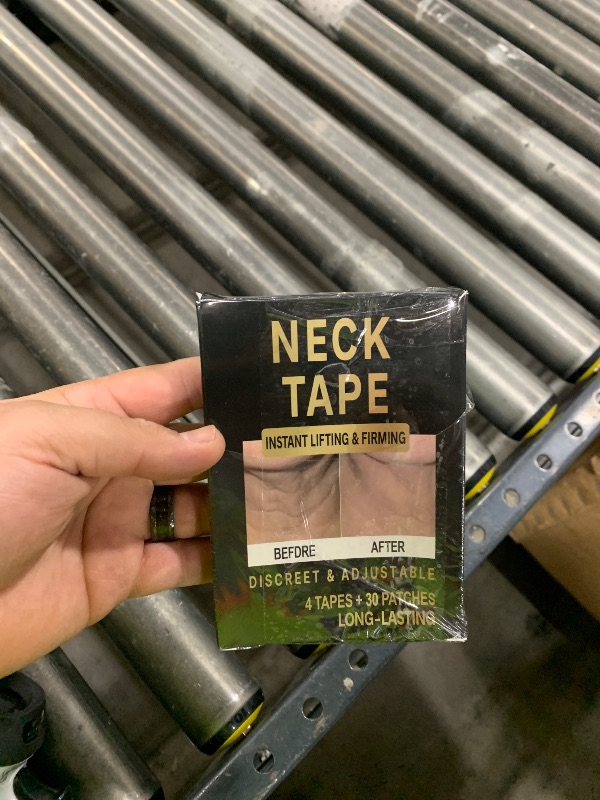 NECK
TAPE
INSTANT LIFTING & FIRMING
BEFDRE AFTER
DISCREET & ADJUSTABLE
4 TAPES + 30 PATCHES
LONG-LASTING